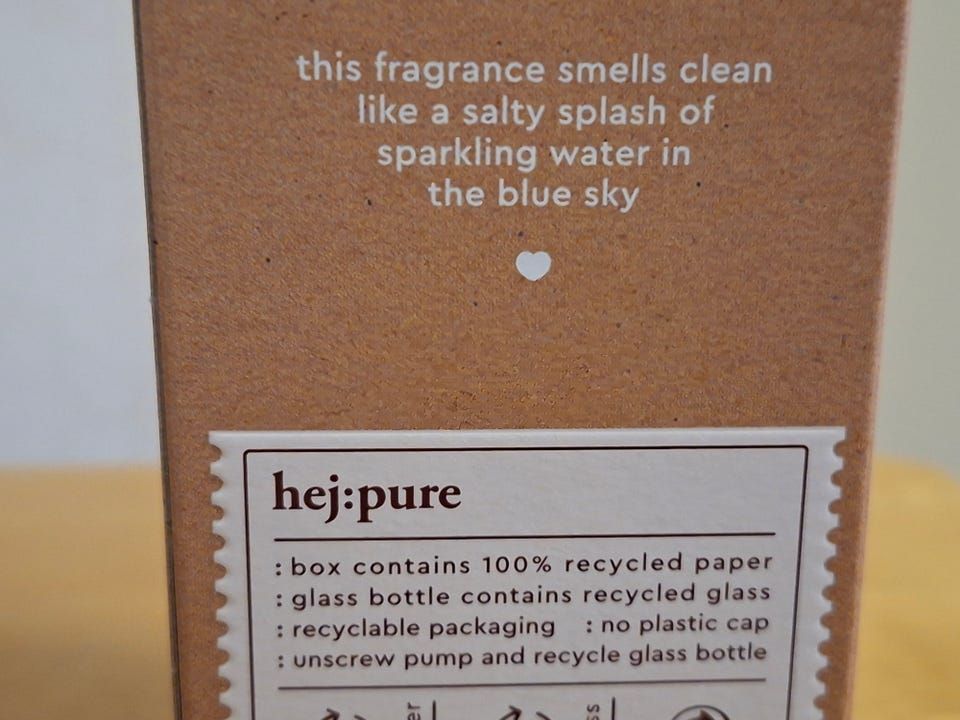 this fragrance smells clean
like a salty splash of
sparkling water in
the blue sky
hej:pure
: box contains 100% recycled paper
: glass bottle contains recycled glass
: recyclable packaging : no plastic cap
: unscrew pump and recycle glass bottle